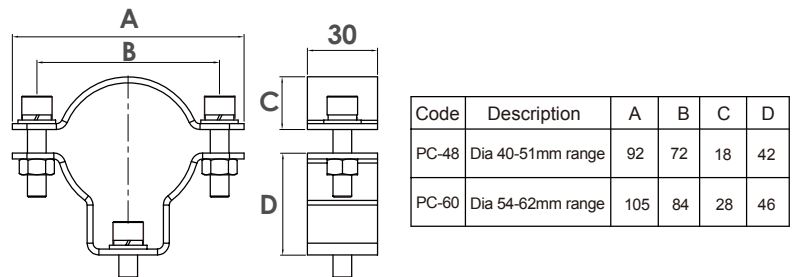 A
B
30
C
D
Code Description A B C D
PC-48 Dia 40-51mm range 92 72 18 42
PC-60 Dia 54-62mm range 105 84 28 46